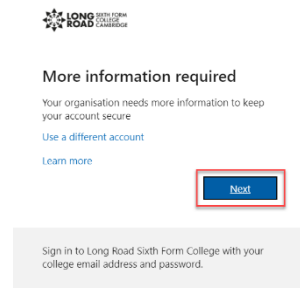 LONG SIXTH FORM
ROAD COLLEGE
CAMBRIDGE
More information required
Your organisation needs more information to keep
your account secure
Use a different account
Learn more
Next
Sign in to Long Road Sixth Form College with your
college email address and password.